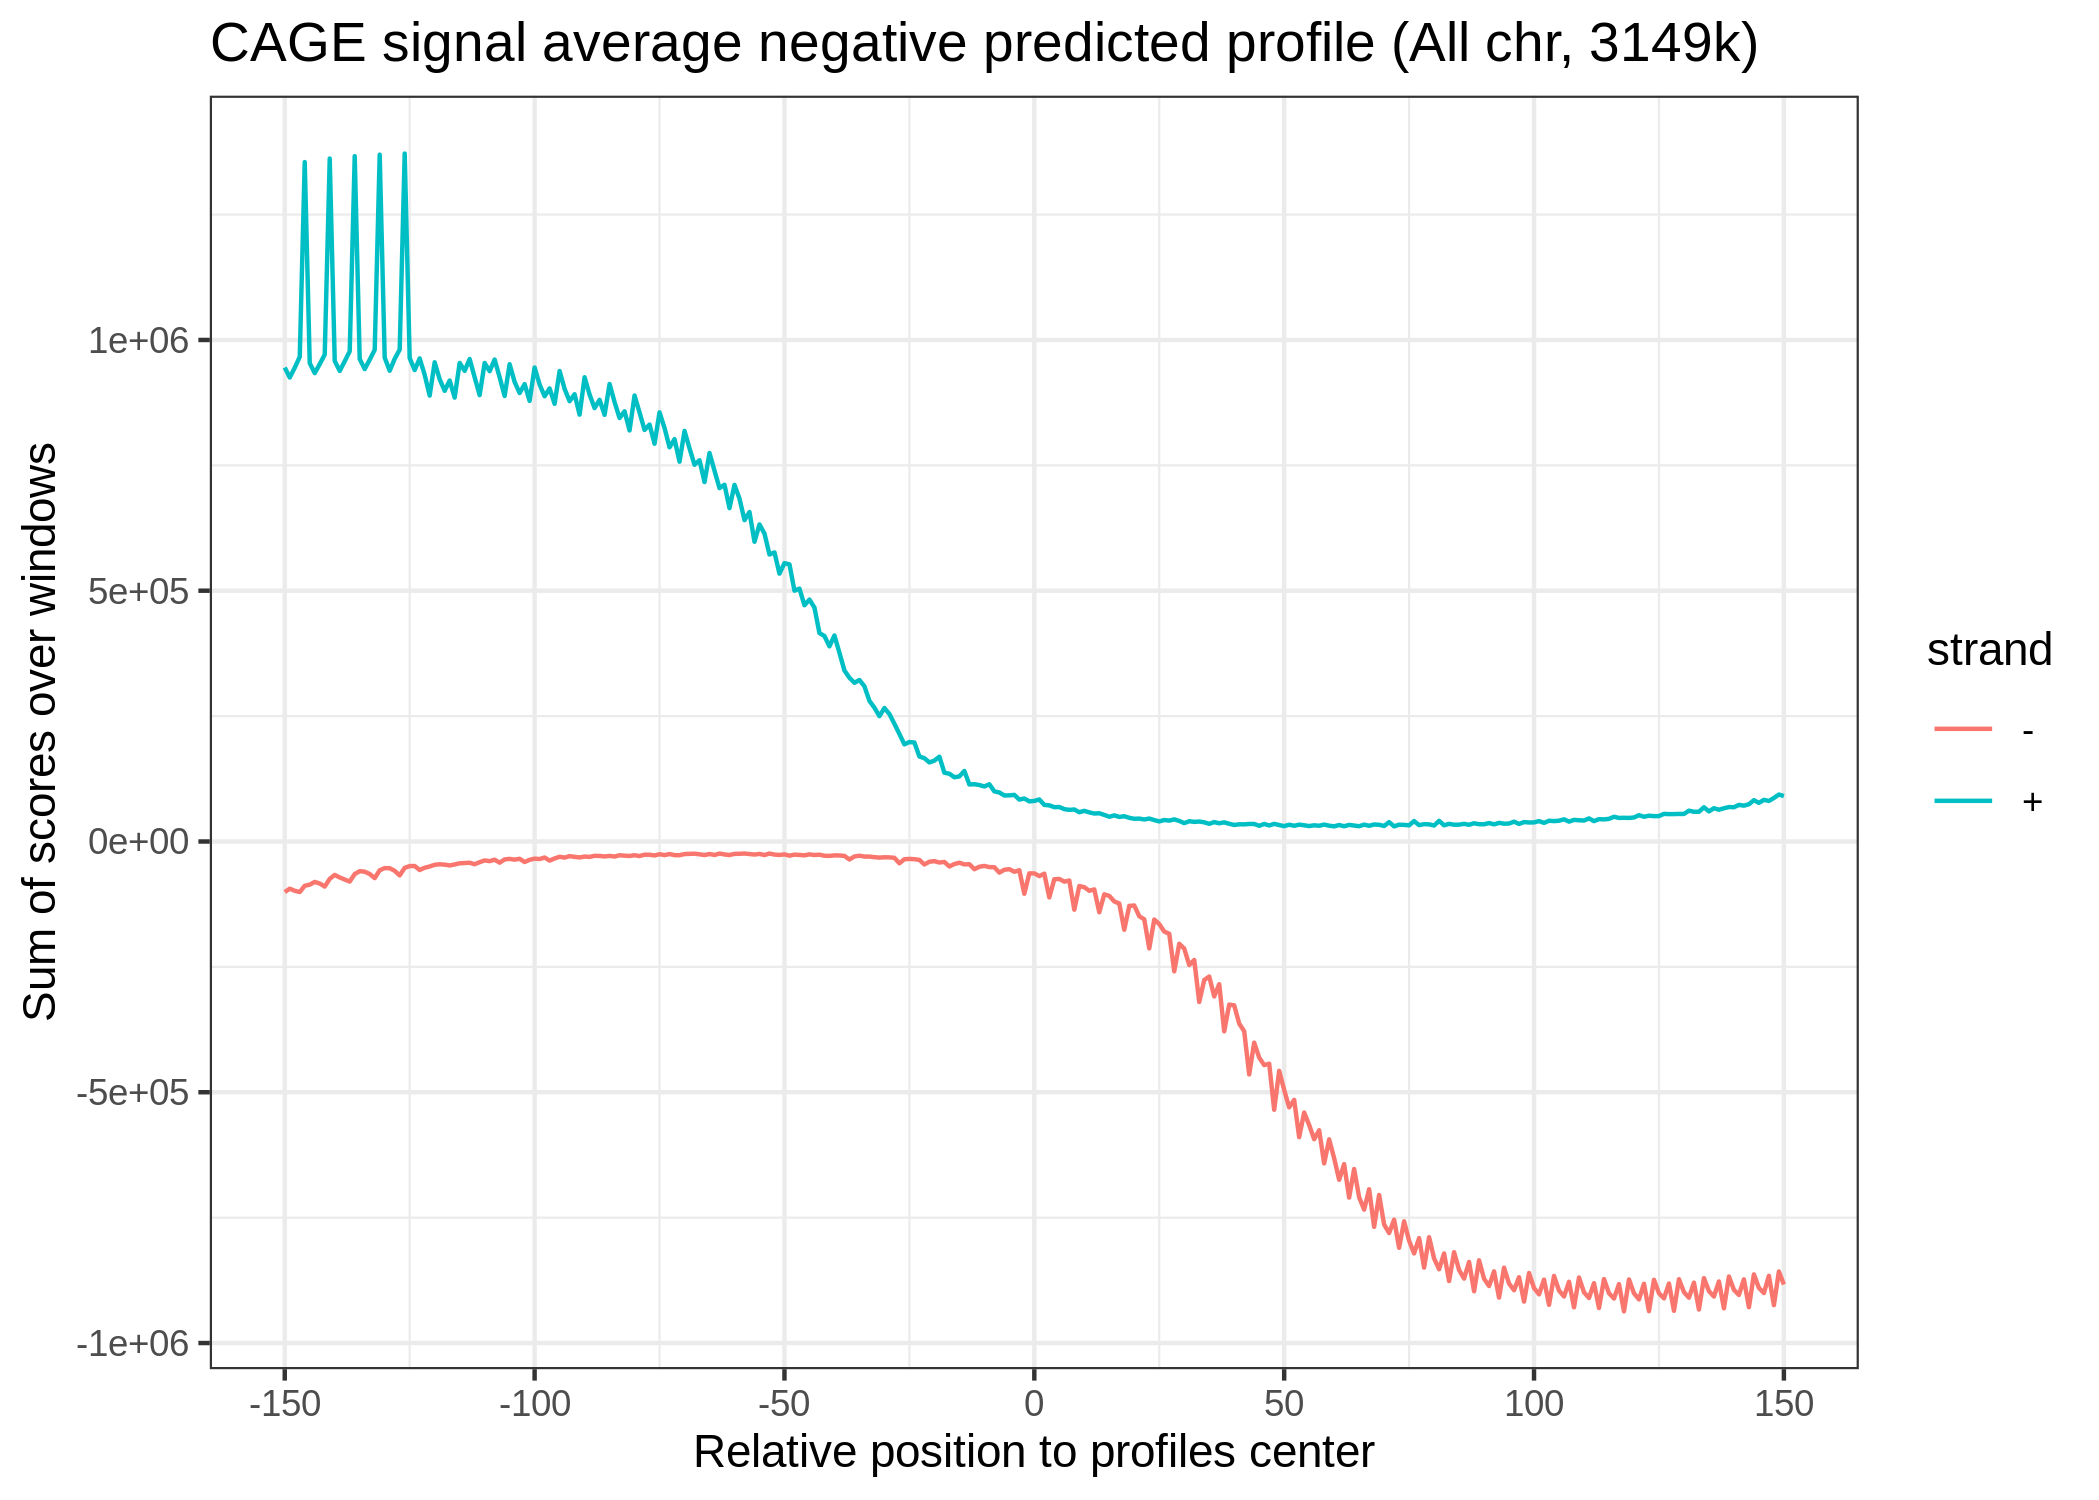 CAGE signal average negative predicted profile (All chr, 3149k)
Sum of scores over windows
1e+06
5e+05
0e+00
-5e+05
-1e+06
-150 -100 -50 0 50 100 150
Relative position to profiles center
strand
-
+